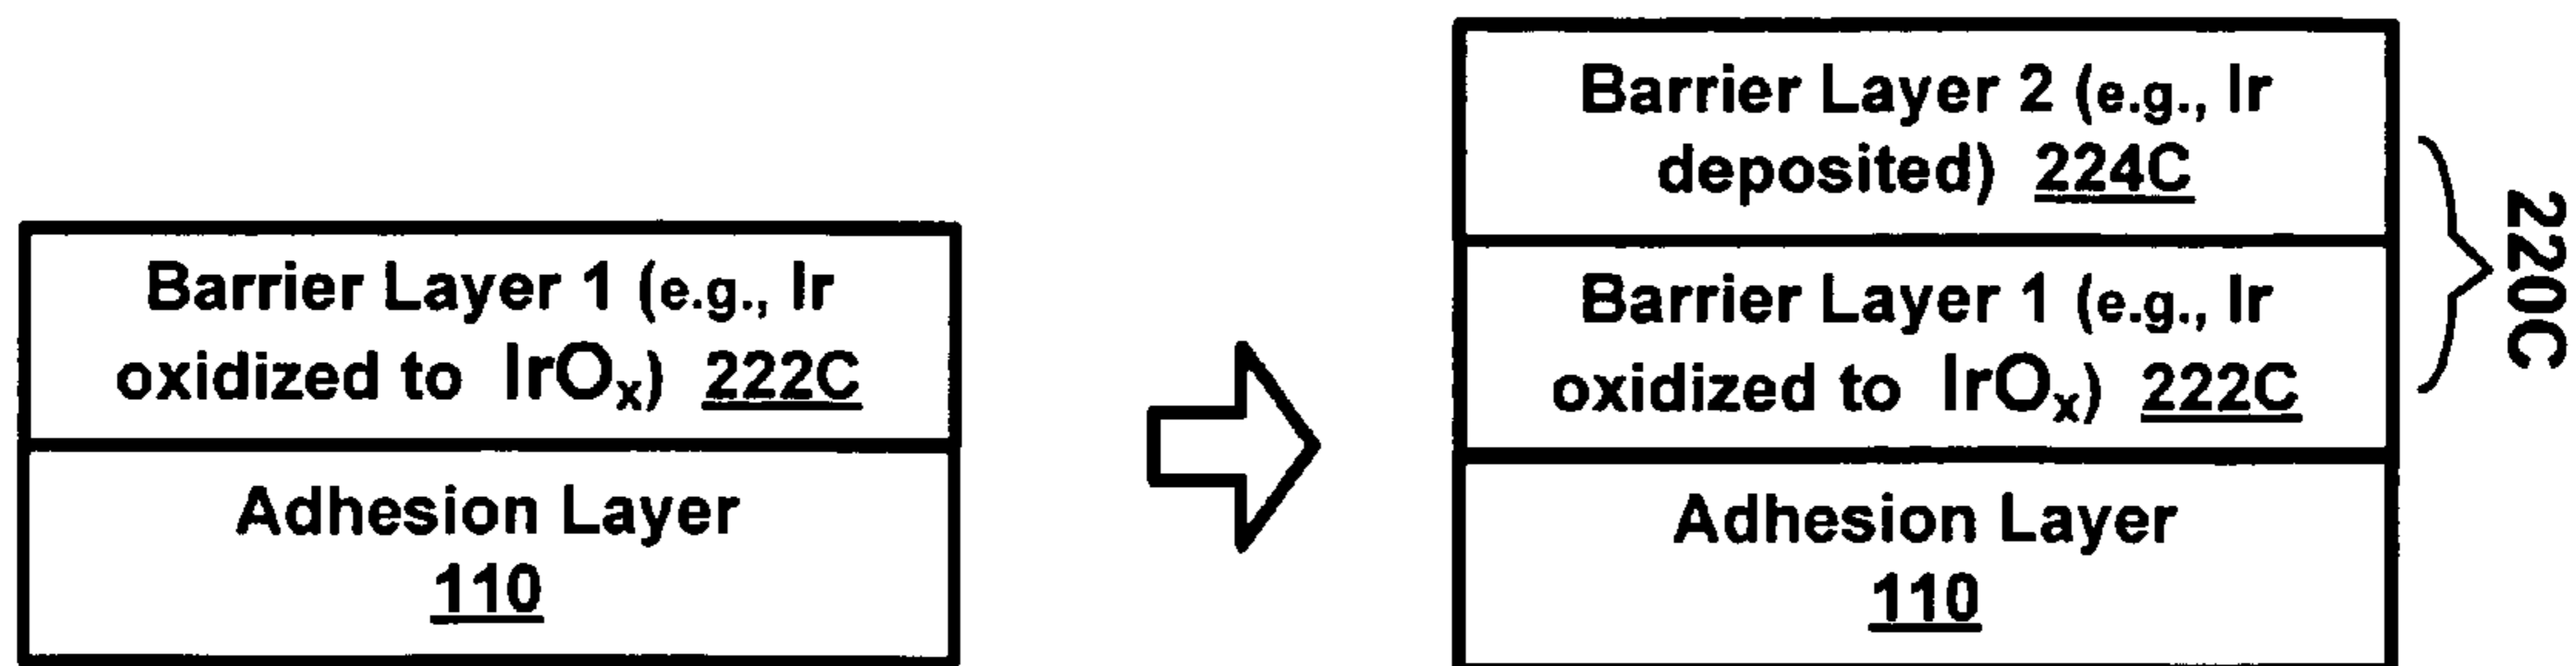 Barrier Layer 1 (e.g., Ir
oxidized to IrOₓ) 222C
Adhesion Layer
110
Barrier Layer 2 (e.g., Ir
deposited) 224C
Barrier Layer 1 (e.g., Ir
oxidized to IrOₓ) 222C
Adhesion Layer
110
220C